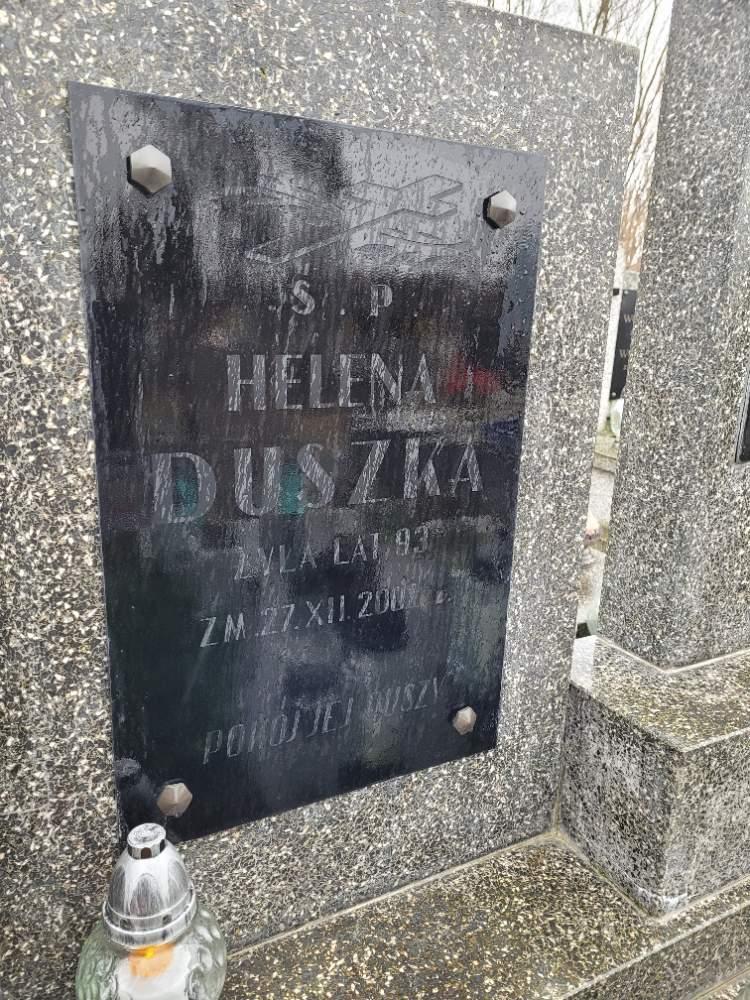 Ś. P
HELENA
DUSZKA
ŻYŁA LAT 93
ZM. 27.XII.
POKÓJ JEJ DUSZY